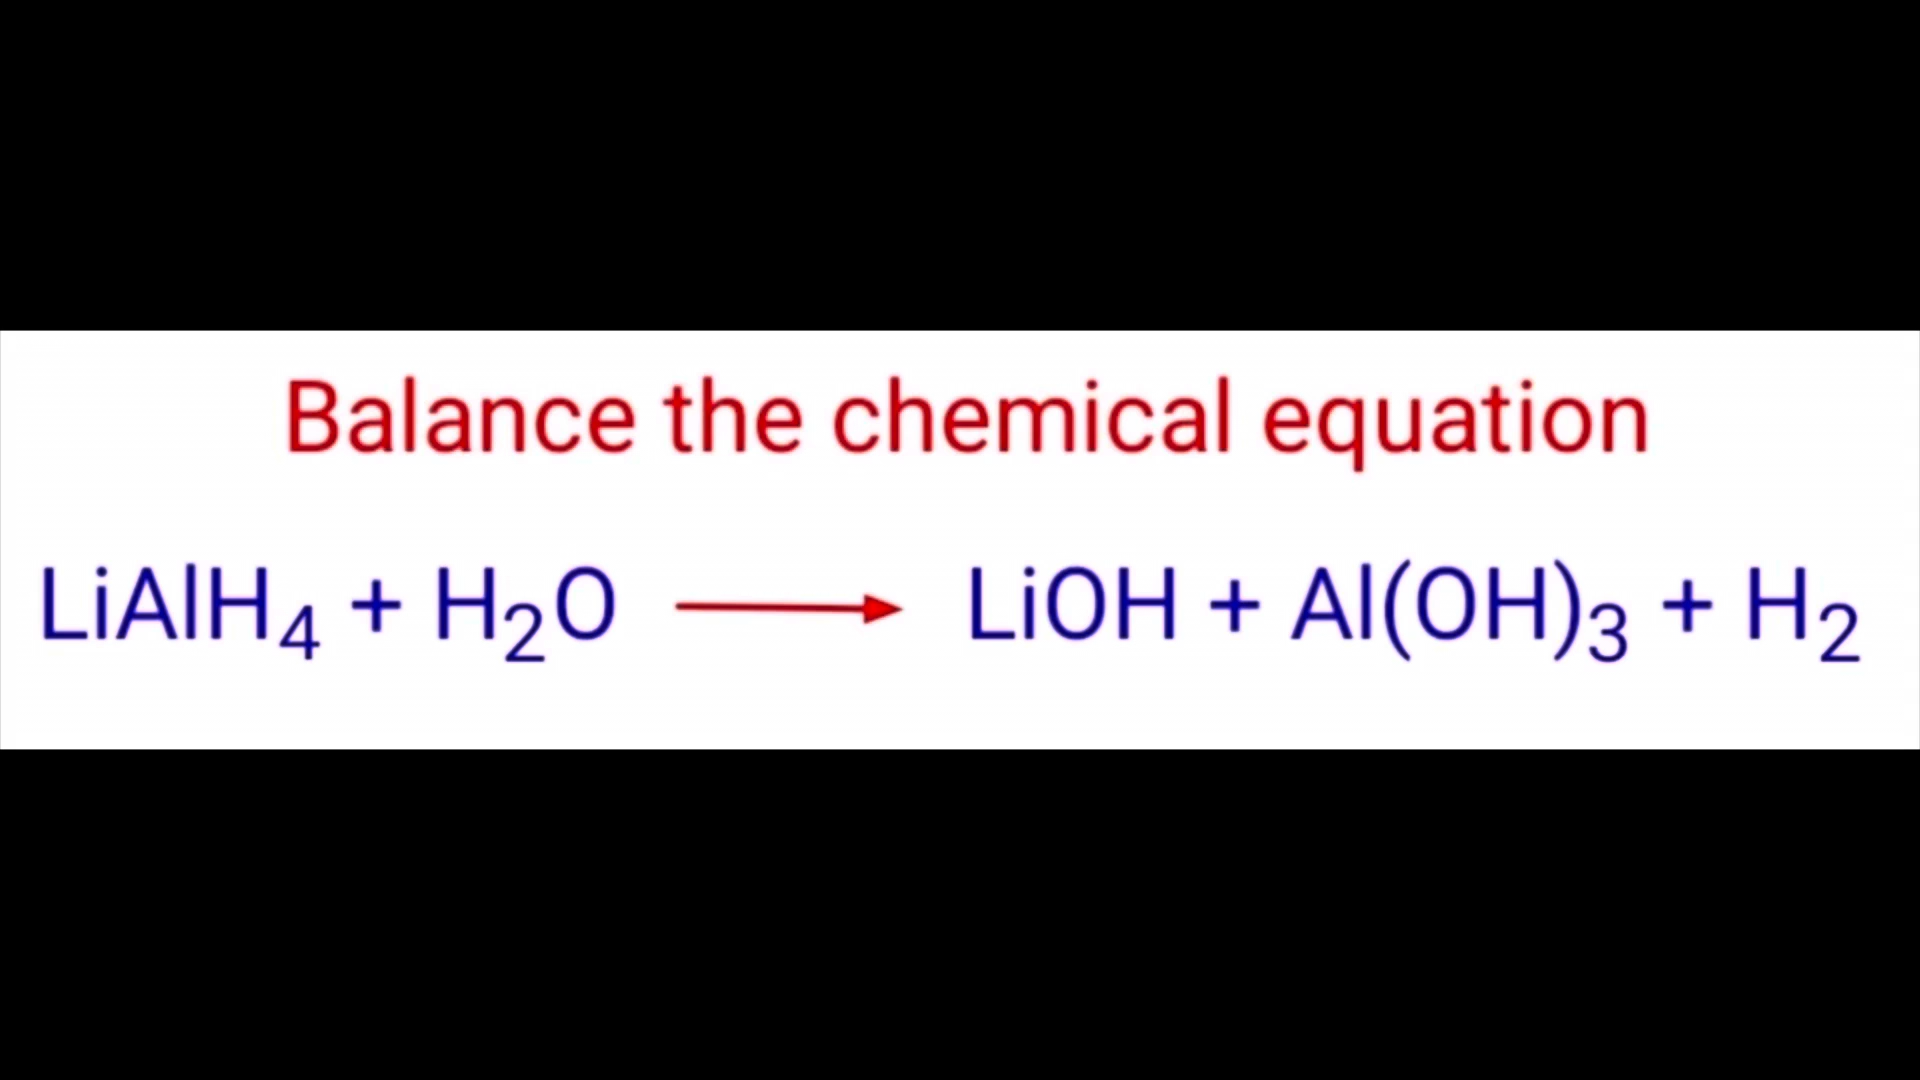 Balance the chemical equation
LiAlH₄ + H₂O → LiOH + Al(OH)₃ + H₂